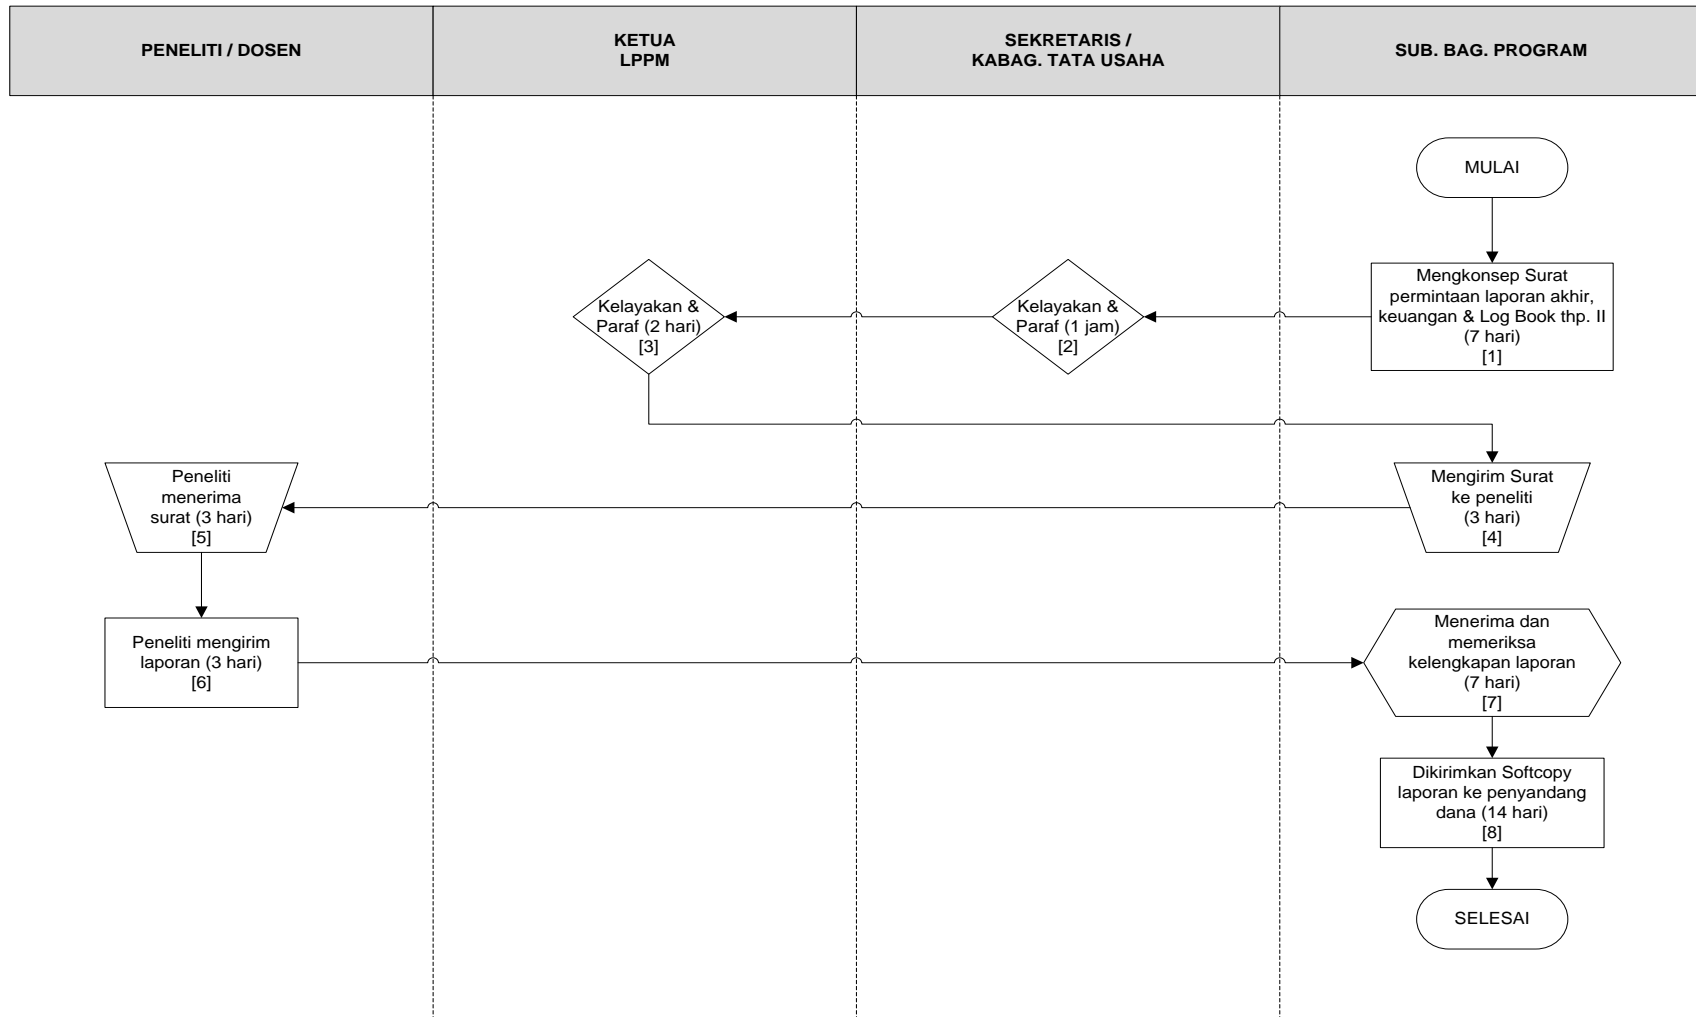 PENELITI / DOSEN
KETUA
LPPM
SEKRETARIS /
KABAG. TATA USAHA
SUB. BAG. PROGRAM
MULAI
Mengkonsep Surat
permintaan laporan akhir,
keuangan & Log Book thp. II
(7 hari)
[1]
Kelayakan &
Paraf (1 jam)
[2]
Kelayakan &
Paraf (2 hari)
[3]
Mengirim Surat
ke peneliti
(3 hari)
[4]
Peneliti
menerima
surat (3 hari)
[5]
Peneliti mengirim
laporan (3 hari)
[6]
Menerima dan
memeriksa
kelengkapan laporan
(7 hari)
[7]
Dikirimkan Softcopy
laporan ke penyandang
dana (14 hari)
[8]
SELESAI